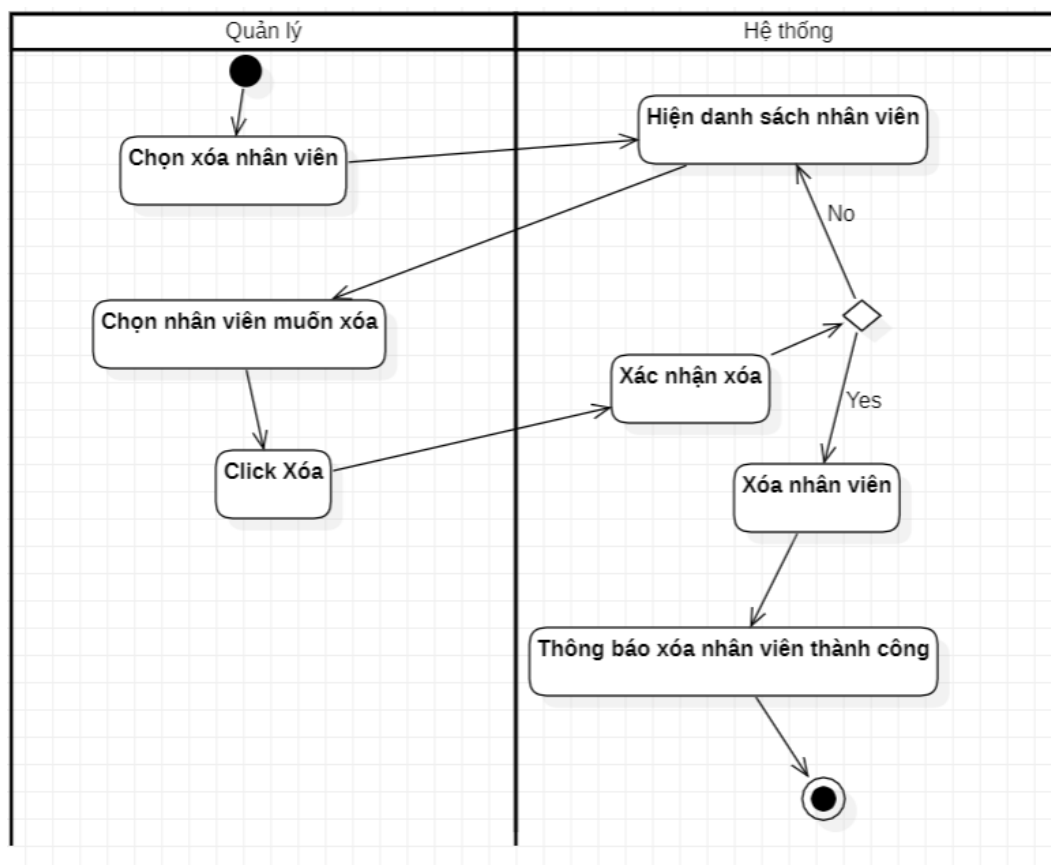 Quản lý
Hệ thống
Hiện danh sách nhân viên
Chọn xóa nhân viên
No
Chọn nhân viên muốn xóa
Xác nhận xóa
Yes
Click Xóa
Xóa nhân viên
Thông báo xóa nhân viên thành công